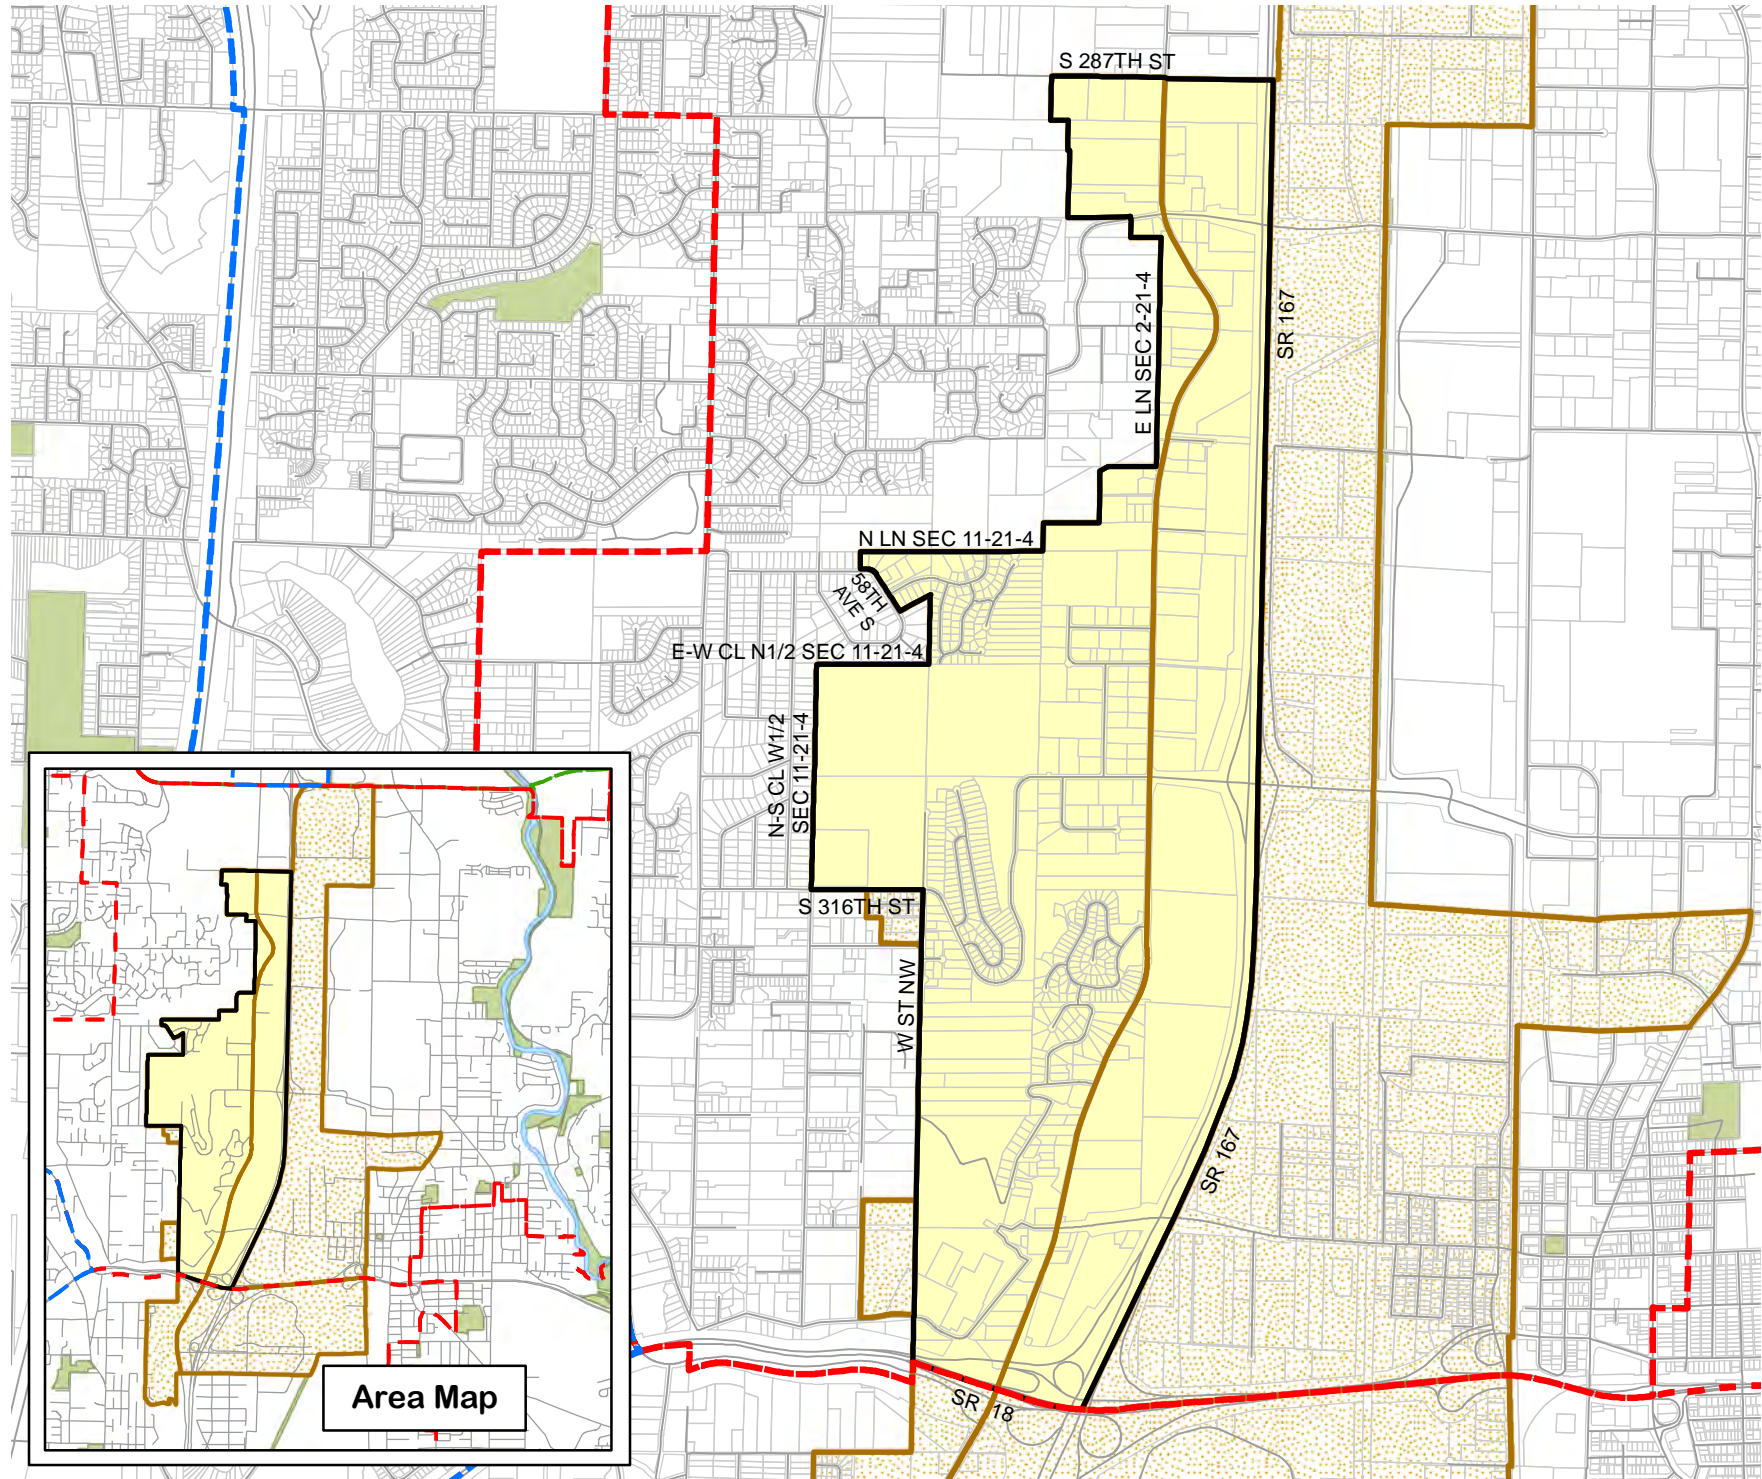 S 287TH ST
E LN SEC 2-21-4
SR 167
N LN SEC 11-21-4
58TH
AVE S
E-W CL N1/2 SEC 11-21-4
N-S CL W1/2
SEC 11-21-4
S 316TH ST
W ST NW
SR 167
SR 18
Area Map